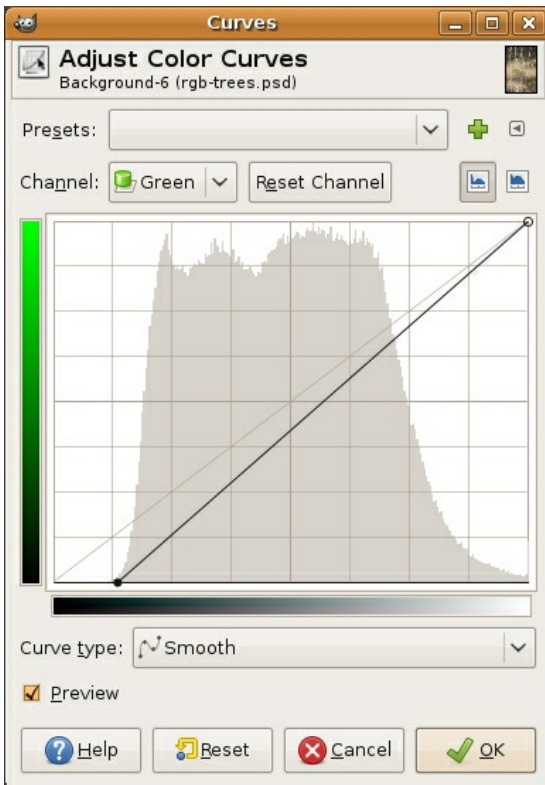 Curves
Adjust Color Curves
Background-6 (rgb-trees.psd)
Presets:
Channel: Green Reset Channel
Curve type: Smooth
Preview
Help Reset Cancel OK